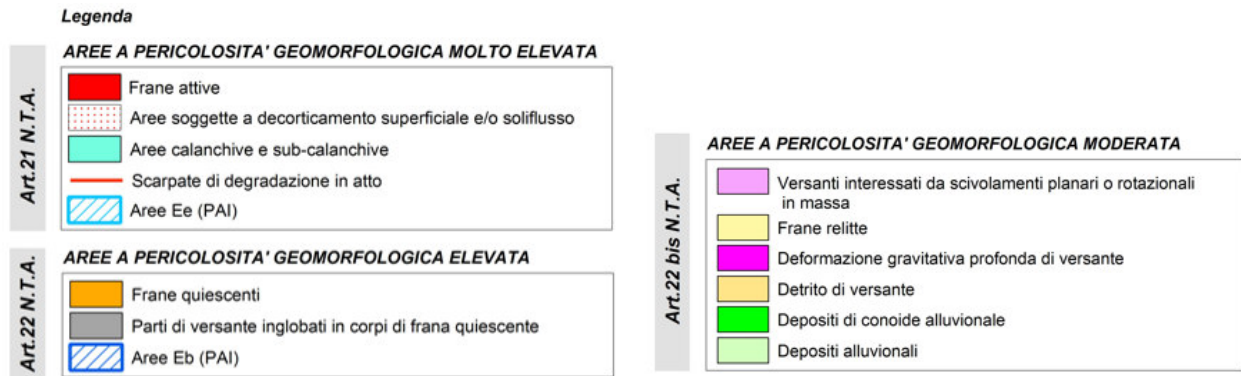 Legenda
Art.21 N.T.A.
AREE A PERICOLOSITA' GEOMORFOLOGICA MOLTO ELEVATA
Frane attive
Aree soggette a decorticamento superficiale e/o soliflusso
Aree calanchive e sub-calanchive
Scarpate di degradazione in atto
Aree Ee (PAI)
Art.22 N.T.A.
AREE A PERICOLOSITA' GEOMORFOLOGICA ELEVATA
Frane quiescenti
Parti di versante inglobati in corpi di frana quiescente
Aree Eb (PAI)
Art.22 bis N.T.A.
AREE A PERICOLOSITA' GEOMORFOLOGICA MODERATA
Versanti interessati da scivolamenti planari o rotazionali
in massa
Frane relitte
Deformazione gravitativa profonda di versante
Detrito di versante
Depositi di conoide alluvionale
Depositi alluvionali